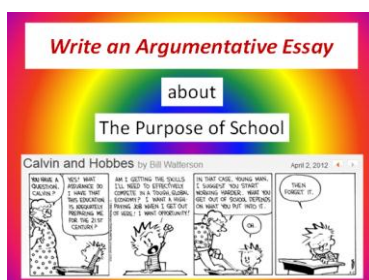 Write an Argumentative Essay
about
The Purpose of School
Calvin and Hobbes by Bill Watterson
April 2, 2012
YOU HAVE A
QUESTION,
CALVIN?
YES! WHAT
ASSURANCE DO
I HAVE THAT
THIS EDUCATION
IS ADEQUATELY
PREPARING ME
FOR THE 21ST
CENTURY?
AM I GETTING THE SKILLS
I'LL NEED TO EFFECTIVELY
COMPETE IN A TOUGH, GLOBAL
ECONOMY? I WANT A HIGH-
PAYING JOB WHEN I GET OUT
OF HERE! I WANT OPPORTUNITY!
IN THAT CASE, YOUNG MAN,
I SUGGEST YOU START
WORKING HARDER. WHAT YOU
GET OUT OF SCHOOL DEPENDS
ON WHAT YOU PUT INTO IT.
OH.
THEN
FORGET IT.